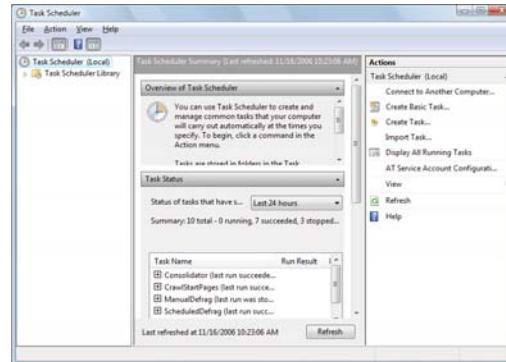 Task Scheduler
File Action View Help
Task Scheduler (Local)
Task Scheduler Library
Task Scheduler Summary (Last refreshed: 11/16/2006 10:23:06 AM)
Overview of Task Scheduler
You can use Task Scheduler to create and
manage common tasks that your computer
will carry out automatically at the times you
specify. To begin, click a command in the
Action menu.
Tasks are stored in folders in the Task
Task Status
Status of tasks that have s...
Last 24 hours
Summary: 10 total - 0 running, 7 succeeded, 3 stopped...
Task Name Run Result
Consolidator (last run succeede...
CrawlStartPages (last run succe...
ManualDefrag (last run was sto...
ScheduledDefrag (last run succ...
Last refreshed at 11/16/2006 10:23:06 AM
Refresh
Actions
Task Scheduler (Local)
Connect to Another Computer...
Create Basic Task...
Create Task...
Import Task...
Display All Running Tasks
AT Service Account Configurati...
View
Refresh
Help